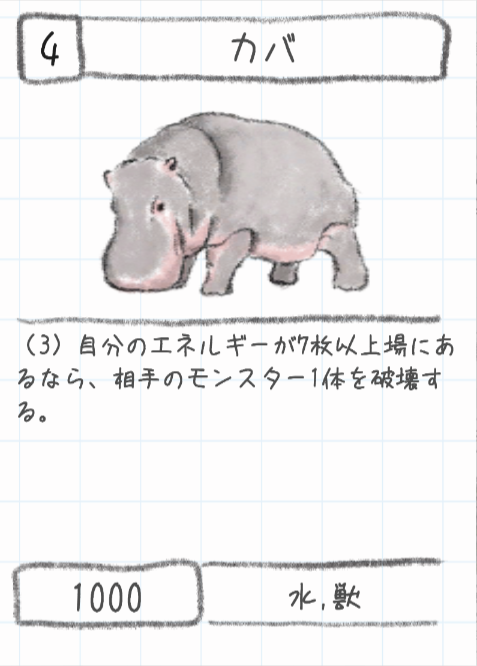 4
カバ
（3）自分のエネルギーが7枚以上場にあ
るなら、相手のモンスター1体を破壊す
る。
1000
水,獣